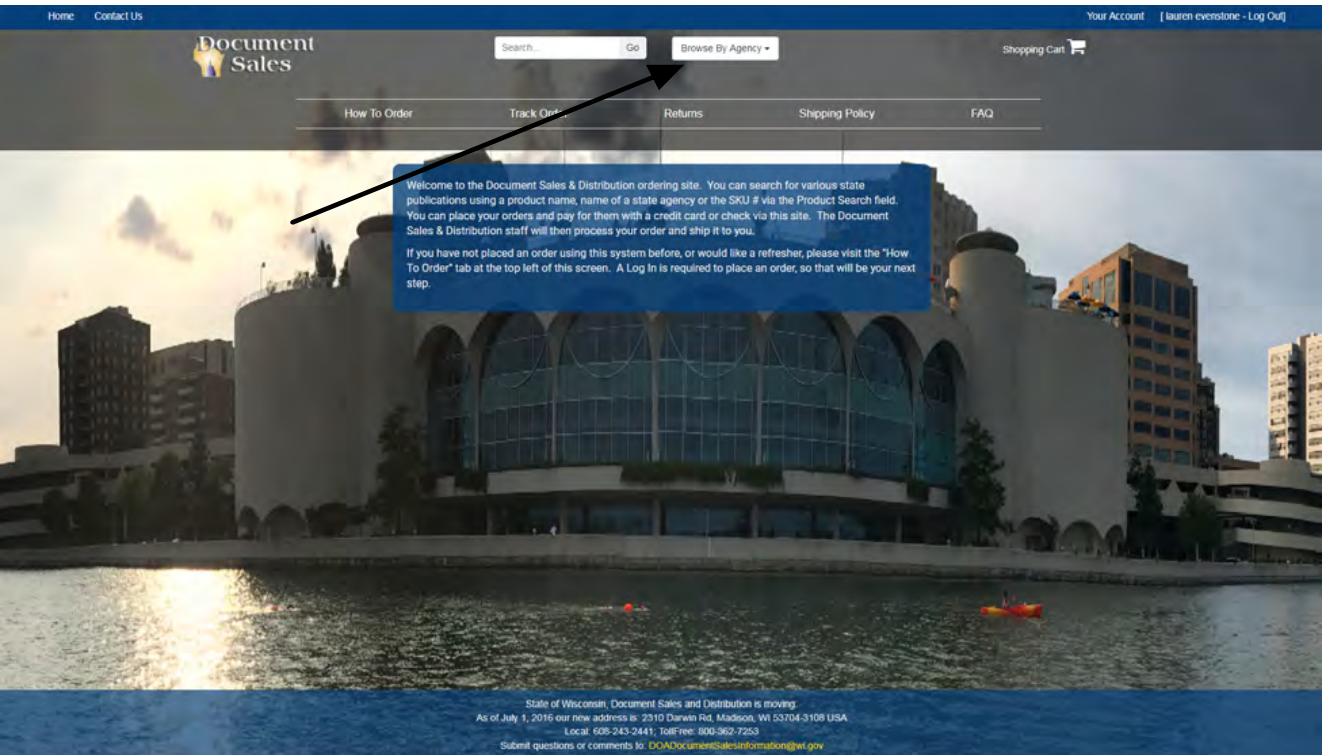 Home Contact Us Your Account [ lauren evenstone - Log Out]
Document
Sales
Search... Go Browse By Agency Shopping Cart
How To Order Track Order Returns Shipping Policy FAQ
Welcome to the Document Sales & Distribution ordering site. You can search for various state
publications using a product name, name of a state agency or the SKU # via the Product Search field.
You can place your orders and pay for them with a credit card or check via this site. The Document
Sales & Distribution staff will then process your order and ship it to you.
If you have not placed an order using this system before, or would like a refresher, please visit the "How
To Order" tab at the top left of this screen. A Log In is required to place an order, so that will be your next
step.
State of Wisconsin, Document Sales and Distribution is moving.
As of July 1, 2016 our new address is: 2310 Darwin Rd, Madison, WI 53704-3108 USA
Local: 608-243-2441; TollFree: 800-362-7253
Submit questions or comments to: DOADocumentSalesInformation@wi.gov